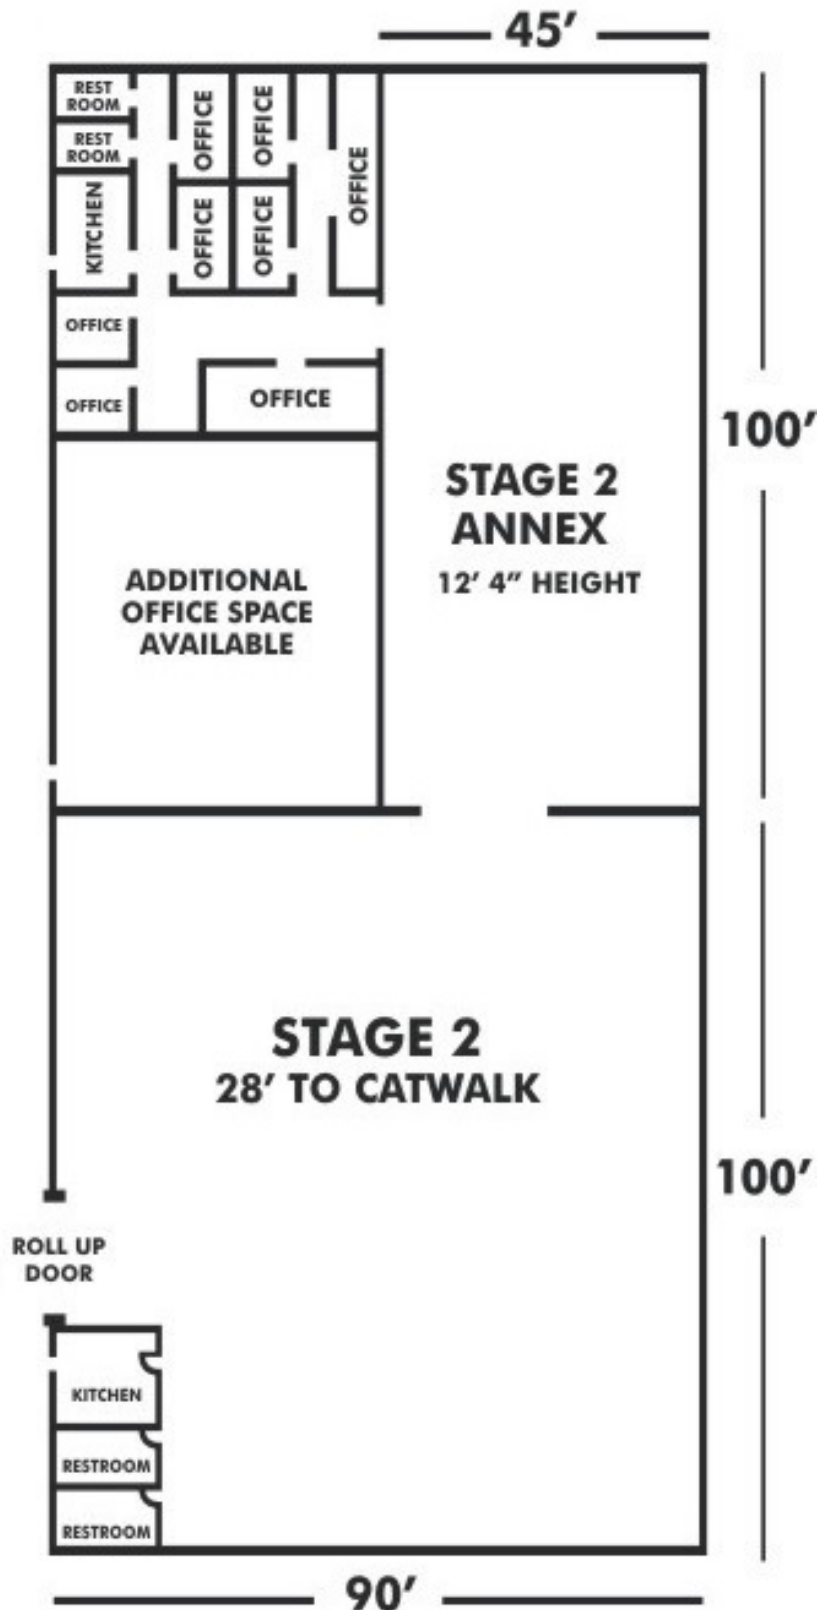 45’
REST
ROOM
REST
ROOM
KITCHEN
OFFICE
OFFICE
OFFICE
OFFICE
OFFICE
OFFICE
OFFICE
OFFICE
100’
STAGE 2
ANNEX
12’ 4” HEIGHT
ADDITIONAL
OFFICE SPACE
AVAILABLE
STAGE 2
28’ TO CATWALK
100’
ROLL UP
DOOR
KITCHEN
RESTROOM
RESTROOM
90’